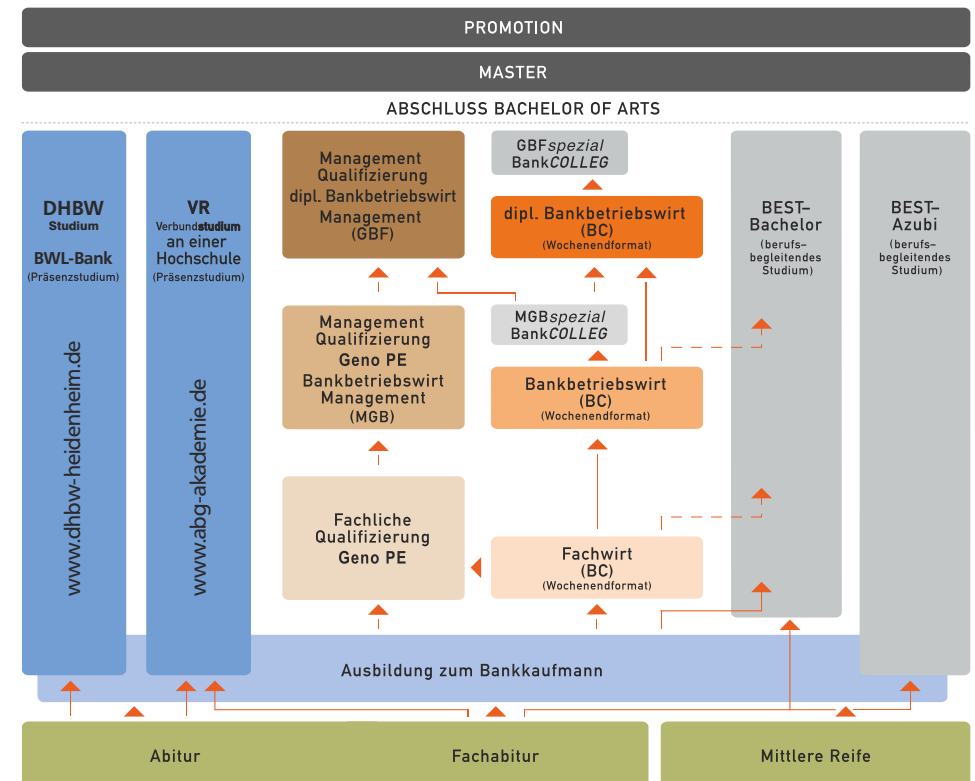 PROMOTION
MASTER
ABSCHLUSS BACHELOR OF ARTS
DHBW
Studium
BWL-Bank
(Präsenzstudium)
www.dhbw-heidenheim.de
VR
Verbundstudium
an einer
Hochschule
(Präsenzstudium)
www.abg-akademie.de
Management
Qualifizierung
dipl. Bankbetriebswirt
Management
(GBF)
Management
Qualifizierung
Geno PE
Bankbetriebswirt
Management
(MGB)
Fachliche
Qualifizierung
Geno PE
GBFspezial
BankCOLLEG
dipl. Bankbetriebswirt
(BC)
(Wochenendformat)
MGBspezial
BankCOLLEG
Bankbetriebswirt
(BC)
(Wochenendformat)
Fachwirt
(BC)
(Wochenendformat)
BEST–
Bachelor
(berufs–
begleitendes
Studium)
BEST–
Azubi
(berufs–
begleitendes
Studium)
Ausbildung zum Bankkaufmann
Abitur
Fachabitur
Mittlere Reife